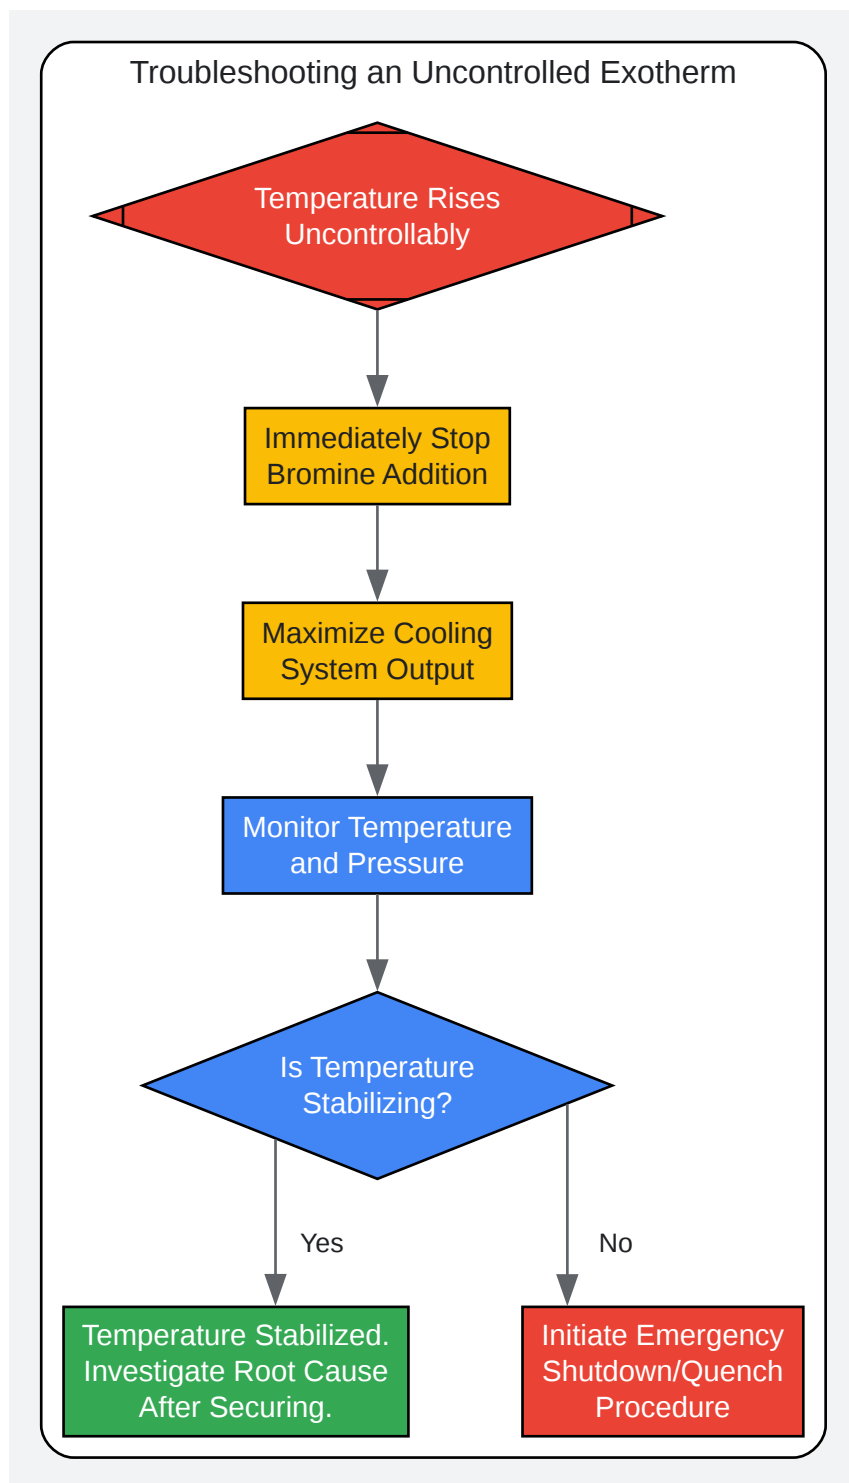 Troubleshooting an Uncontrolled Exotherm
Temperature Rises
Uncontrollably
Immediately Stop
Bromine Addition
Maximize Cooling
System Output
Monitor Temperature
and Pressure
Is Temperature
Stabilizing?
Yes
No
Temperature Stabilized.
Investigate Root Cause
After Securing.
Initiate Emergency
Shutdown/Quench
Procedure